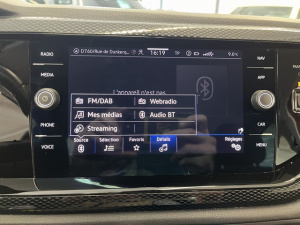 D760/Rue de Dunkerq...
16:19
9.0°c
RADIO
MEDIA
PHONE
VOICE
NAV
APP
CAR
MENU
L'appareil n'est pas
FM/DAB
Webradio
Mes médias
Audio BT
Streaming
Source
Sélection
Favoris
Détails
Réglages